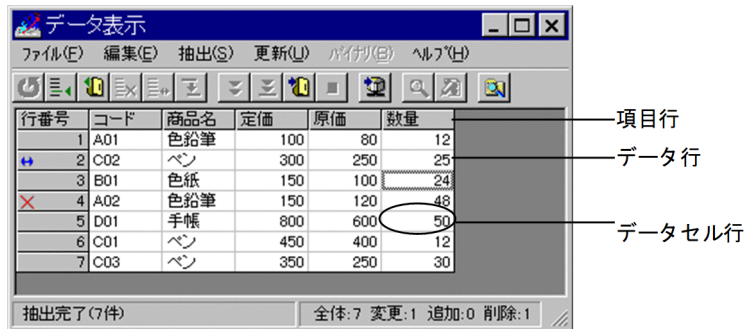 データ表示
ファイル(F) 編集(E) 抽出(S) 更新(U) バイナリ(B) ヘルプ(H)
行番号 コード 商品名 定価 原価 数量
1 A01 色鉛筆 100 80 12
2 C02 ペン 300 250 25
3 B01 色紙 150 100 24
4 A02 色鉛筆 150 120 48
5 D01 手帳 800 600 50
6 C01 ペン 450 400 12
7 C03 ペン 350 250 30
抽出完了(7件) 全体:7 変更:1 追加:0 削除:1
項目行
データ行
データセル行